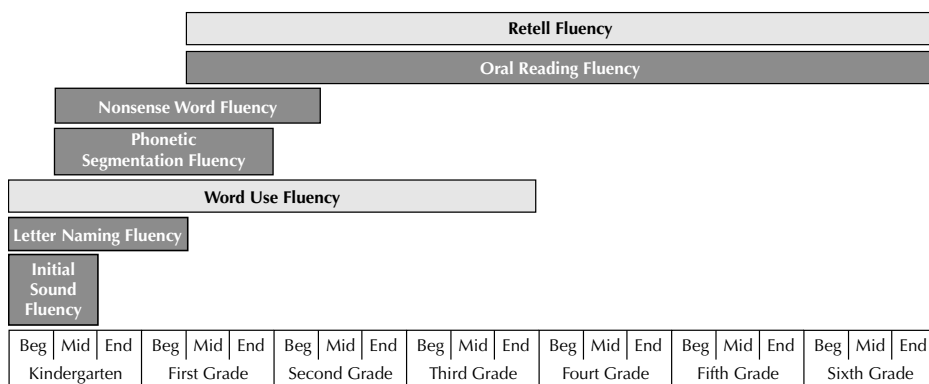 Retell Fluency
Oral Reading Fluency
Nonsense Word Fluency
Phonetic
Segmentation Fluency
Word Use Fluency
Letter Naming Fluency
Initial
Sound
Fluency
Beg Mid End Beg Mid End Beg Mid End Beg Mid End Beg Mid End Beg Mid End Beg Mid End
Kindergarten First Grade Second Grade Third Grade Fourt Grade Fifth Grade Sixth Grade